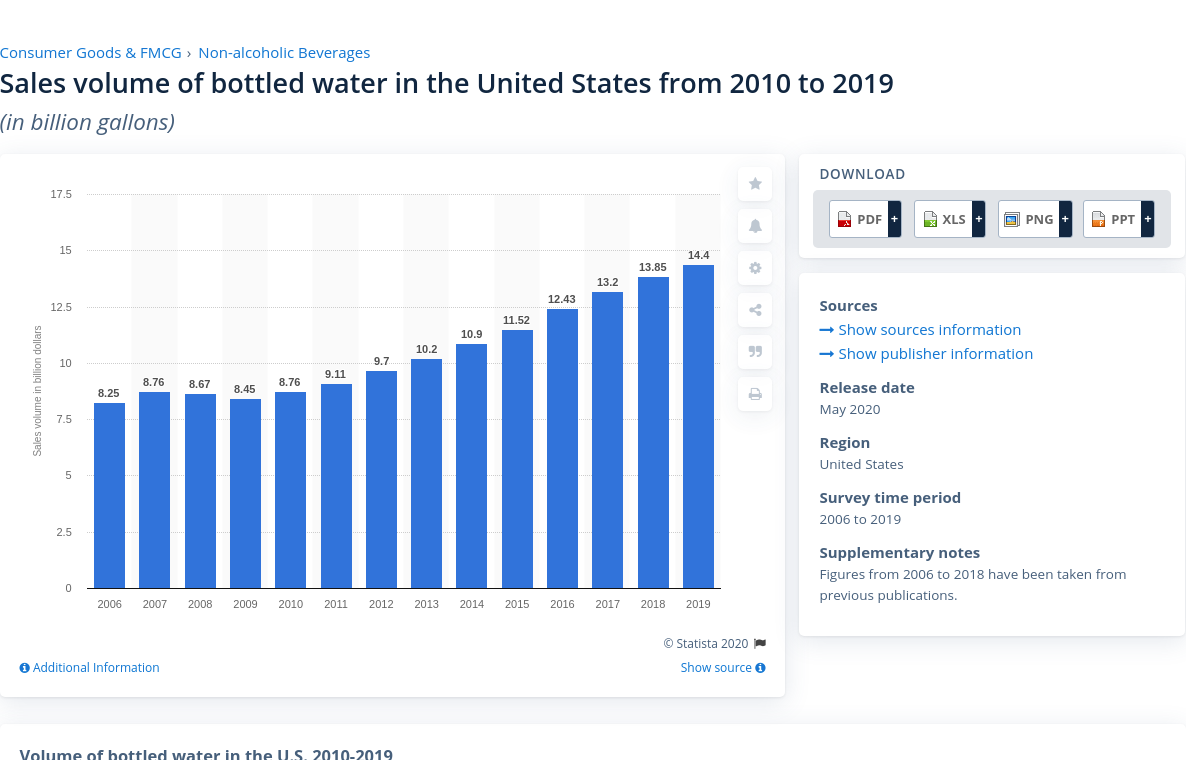 Consumer Goods & FMCG › Non-alcoholic Beverages
Sales volume of bottled water in the United States from 2010 to 2019
(in billion gallons)
17.5
15
12.5
10
7.5
5
2.5
0
Sales volume in billion dollars
8.25
8.76
8.67
8.45
8.76
9.11
9.7
10.2
10.9
11.52
12.43
13.2
13.85
14.4
2006 2007 2008 2009 2010 2011 2012 2013 2014 2015 2016 2017 2018 2019
© Statista 2020
Additional Information
Show source
DOWNLOAD
PDF + XLS + PNG + PPT +
Sources
Show sources information
Show publisher information
Release date
May 2020
Region
United States
Survey time period
2006 to 2019
Supplementary notes
Figures from 2006 to 2018 have been taken from
previous publications.
Volume of bottled water in the U.S. 2010-2019